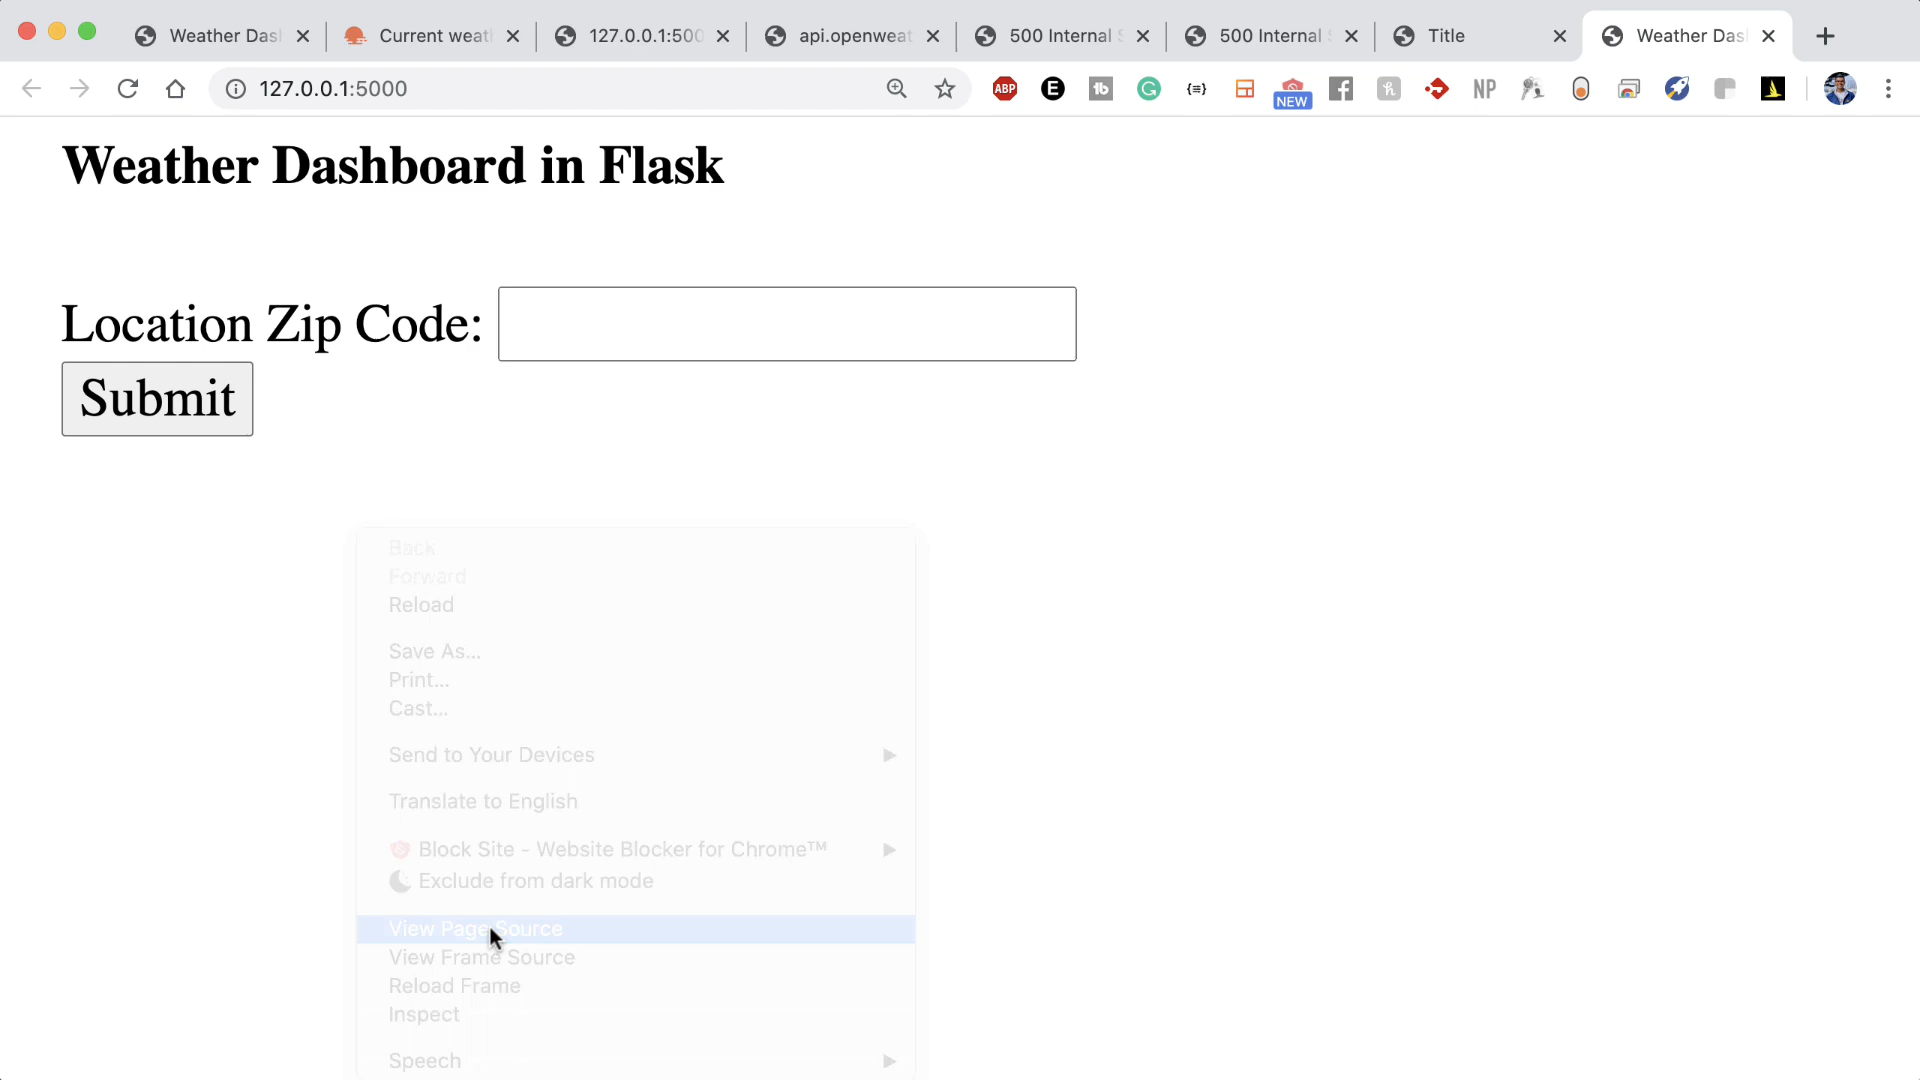 Weather Das
Current weat
127.0.0.1:500
api.openweat
500 Internal S
500 Internal S
Title
Weather Das
127.0.0.1:5000
ABP
E
tb
G
NEW
NP
Weather Dashboard in Flask
Location Zip Code:
Submit
Back
Forward
Reload
Save As...
Print...
Cast...
Send to Your Devices
Translate to English
Block Site - Website Blocker for Chrome™
Exclude from dark mode
View Page Source
View Frame Source
Reload Frame
Inspect
Speech